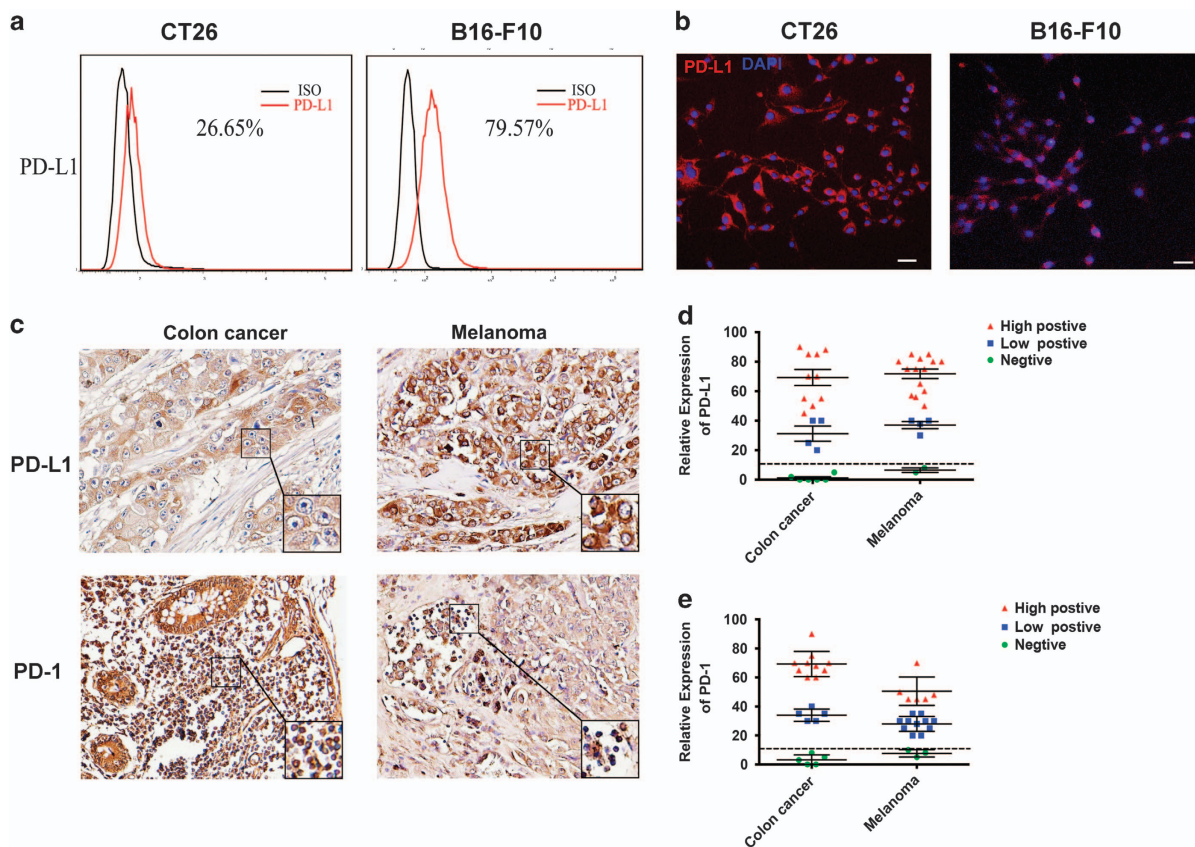 a
CT26
B16-F10
PD-L1
ISO
PD-L1
26.65%
ISO
PD-L1
79.57%
b
CT26
B16-F10
PD-L1 DAPI
c
Colon cancer
Melanoma
PD-L1
PD-1
d
Relative Expression
of PD-L1
100
80
60
40
20
0
Colon cancer
Melanoma
High postive
Low postive
Negtive
e
Relative Expression
of PD-1
100
80
60
40
20
0
Colon cancer
Melanoma
High postive
Low postive
Negtive